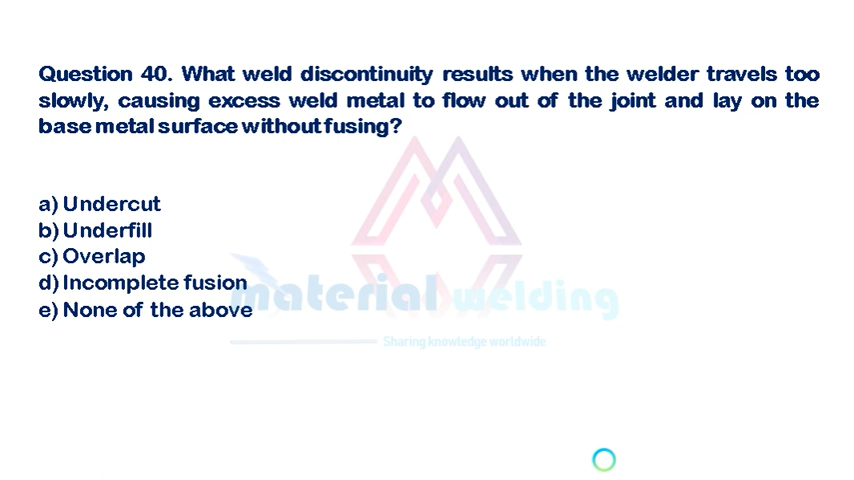 Question 40. What weld discontinuity results when the welder travels too
slowly, causing excess weld metal to flow out of the joint and lay on the
base metal surface without fusing?
a) Undercut
b) Underfill
c) Overlap
d) Incomplete fusion
e) None of the above
material welding
Sharing knowledge worldwide